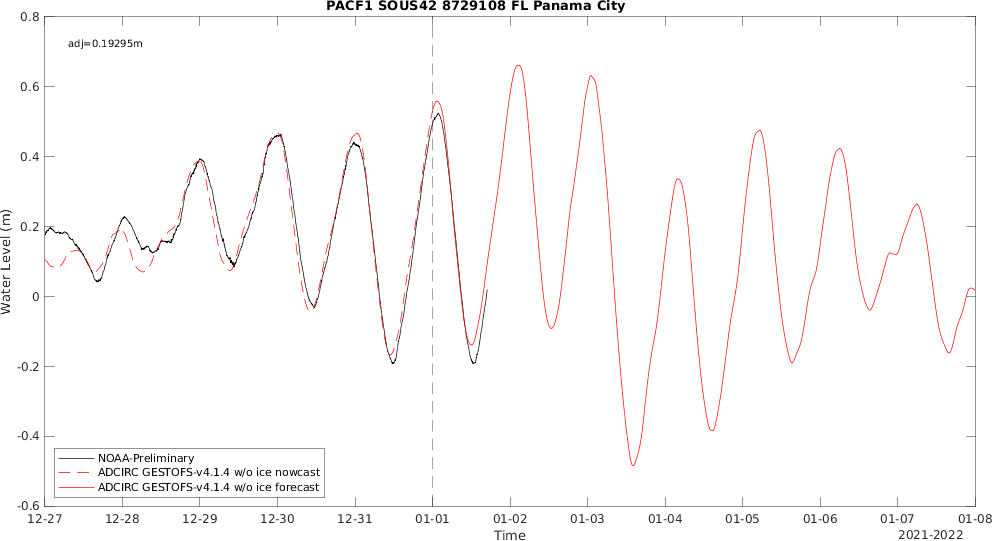 PACF1 SOUS42 8729108 FL Panama City
0.8
adj=0.19295m
0.6
0.4
0.2
0
-0.2
-0.4
-0.6
Water Level (m)
NOAA-Preliminary
ADCIRC GESTOFS-v4.1.4 w/o ice nowcast
ADCIRC GESTOFS-v4.1.4 w/o ice forecast
12-27 12-28 12-29 12-30 12-31 01-01 01-02 01-03 01-04 01-05 01-06 01-07 01-08
Time
2021-2022